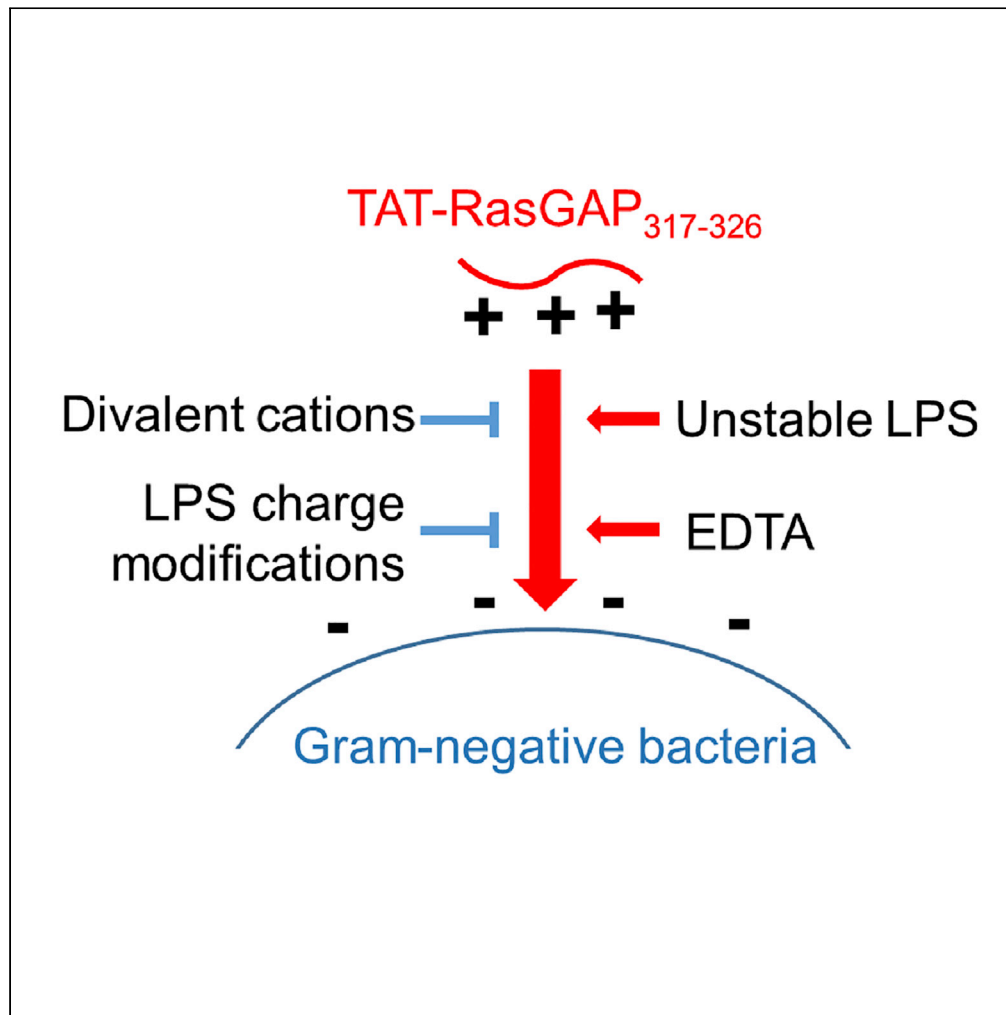 TAT-RasGAP317-326
+ + +
Divalent cations
Unstable LPS
LPS charge
modifications
EDTA
- - - -
Gram-negative bacteria